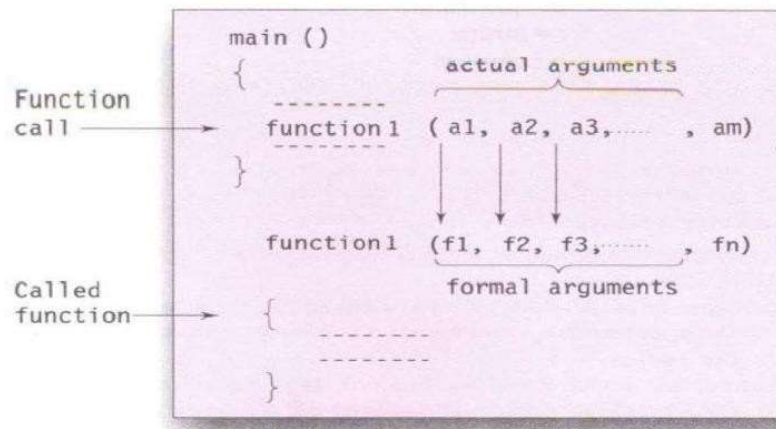 main ()
{
actual arguments
Function
call
function1 (a1, a2, a3,...... , am)
}
function1 (f1, f2, f3,...... , fn)
formal arguments
Called
function
{
}